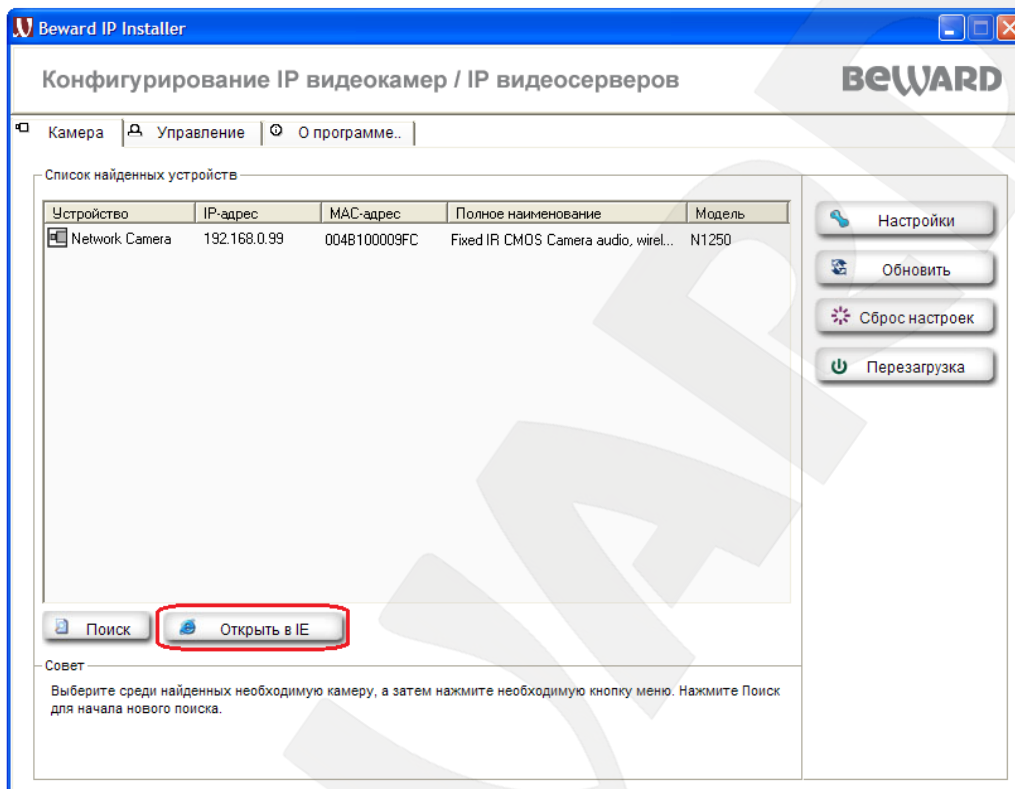 Beward IP Installer
Конфигурирование IP видеокамер / IP видеосерверов
BEWARD
Камера Управление О программе..
Список найденных устройств
Устройство IP-адрес MAC-адрес Полное наименование Модель
Network Camera 192.168.0.99 004B100009FC Fixed IR CMOS Camera audio, wirel... N1250
Настройки
Обновить
Сброс настроек
Перезагрузка
Поиск Открыть в IE
Совет
Выберите среди найденных необходимую камеру, а затем нажмите необходимую кнопку меню. Нажмите Поиск
для начала нового поиска.